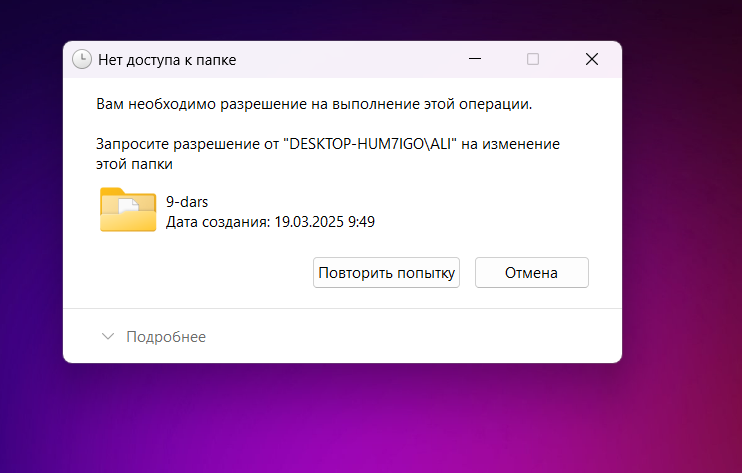 Нет доступа к папке
Вам необходимо разрешение на выполнение этой операции.
Запросите разрешение от "DESKTOP-HUM7IGO\ALI" на изменение
этой папки
9-dars
Дата создания: 19.03.2025 9:49
Повторить попытку
Отмена
Подробнее